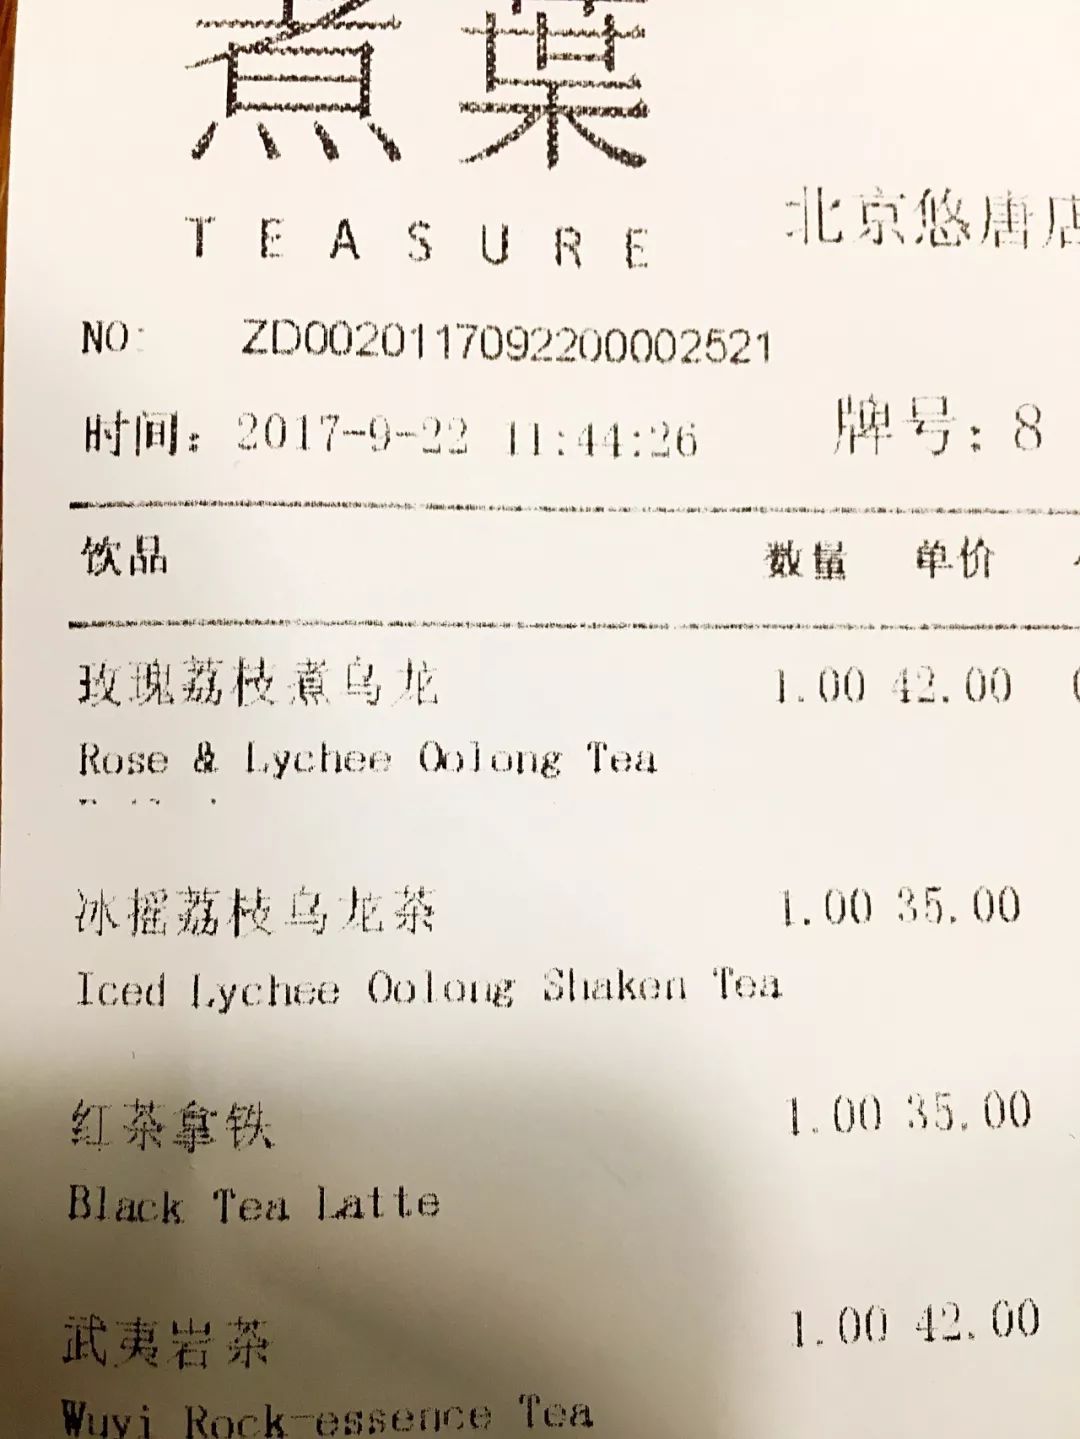 煮葉
TEASURE
北京悠唐店
NO: ZD0020117092200002521
时间：2017-9-22 11:44:26 牌号：8
饮品 数量 单价
玫瑰荔枝煮乌龙 1.00 42.00
Rose & Lychee Oolong Tea
冰摇荔枝乌龙茶 1.00 35.00
Iced Lychee Oolong Shaken Tea
红茶拿铁 1.00 35.00
Black Tea Latte
武夷岩茶 1.00 42.00
Wuyi Rock-essence Tea